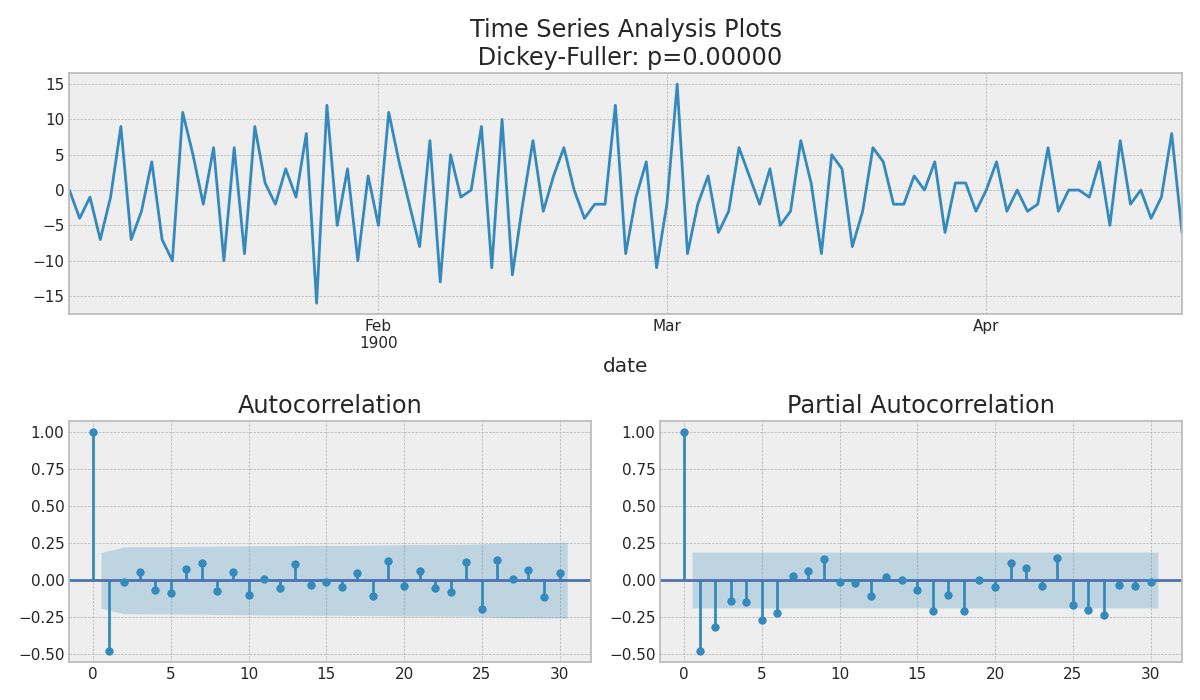 Time Series Analysis Plots
Dickey-Fuller: p=0.00000
15
10
5
0
−5
−10
−15
Feb
1900
Mar
Apr
date
Autocorrelation
1.00
0.75
0.50
0.25
0.00
−0.25
−0.50
0 5 10 15 20 25 30
Partial Autocorrelation
1.00
0.75
0.50
0.25
0.00
−0.25
−0.50
0 5 10 15 20 25 30